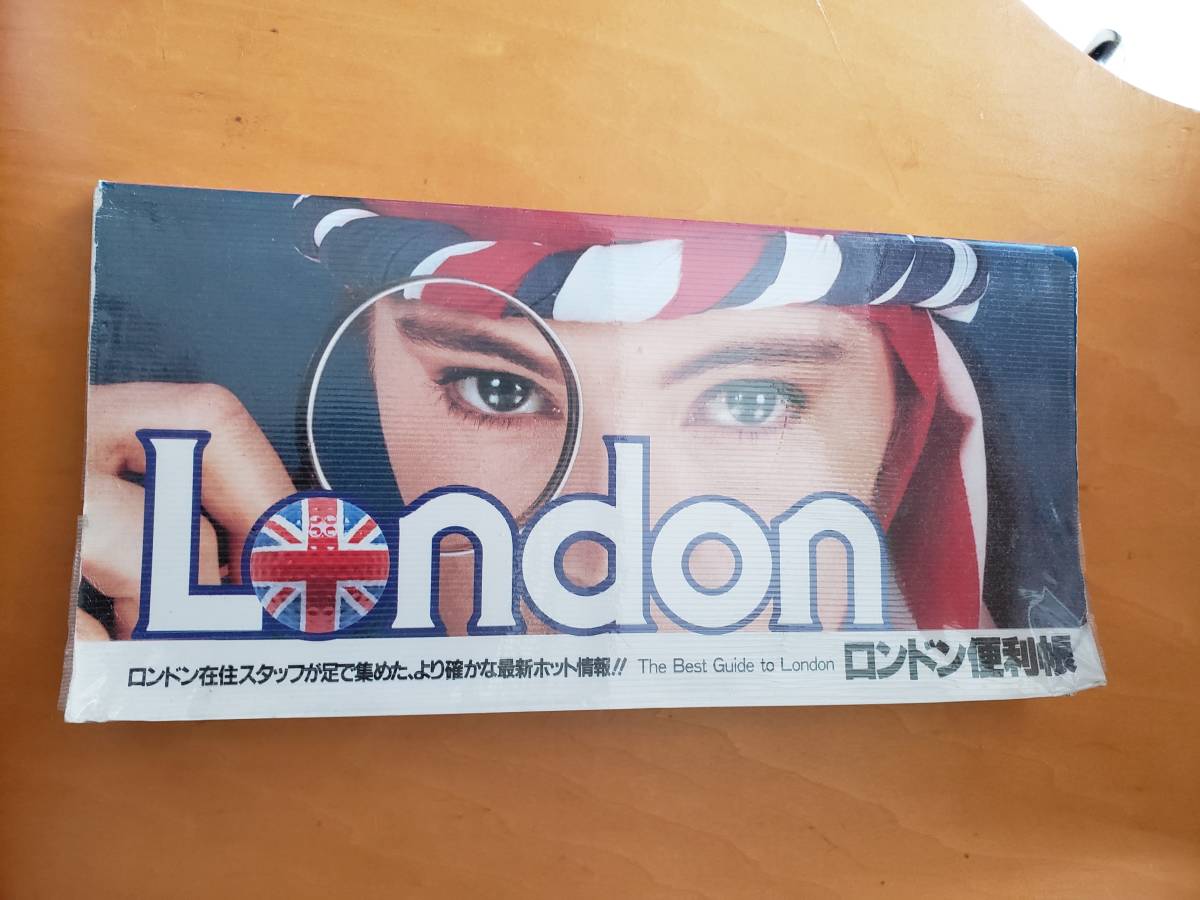 London
ロンドン在住スタッフが足で集めた、より確かな最新ホット情報!! The Best Guide to London ロンドン便利帳